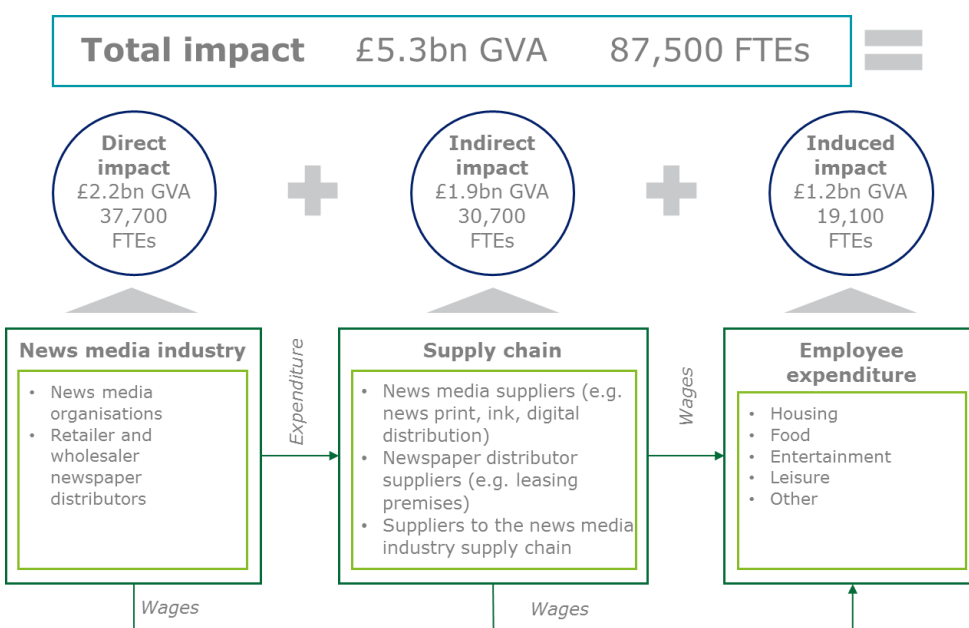 Total impact £5.3bn GVA 87,500 FTEs
Direct
impact
£2.2bn GVA
37,700
FTEs
Indirect
impact
£1.9bn GVA
30,700
FTEs
Induced
impact
£1.2bn GVA
19,100
FTEs
News media industry
• News media
organisations
• Retailer and
wholesaler
newspaper
distributors
Expenditure
Supply chain
• News media suppliers (e.g.
news print, ink, digital
distribution)
• Newspaper distributor
suppliers (e.g. leasing
premises)
• Suppliers to the news media
industry supply chain
Wages
Employee
expenditure
• Housing
• Food
• Entertainment
• Leisure
• Other
Wages
Wages